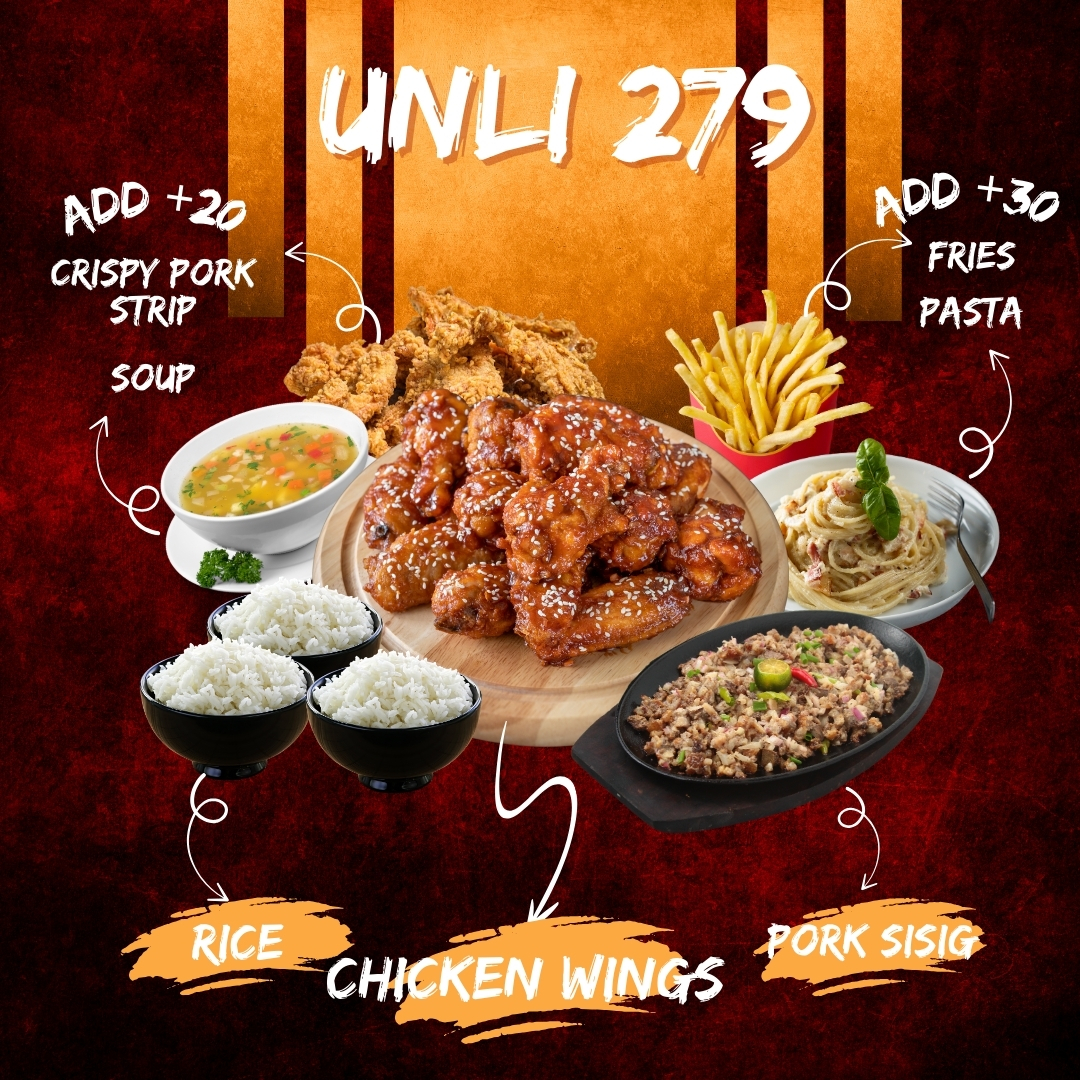 UNLI 279
ADD +20
CRISPY PORK
STRIP
SOUP
ADD +30
FRIES
PASTA
RICE
CHICKEN WINGS
PORK SISIG